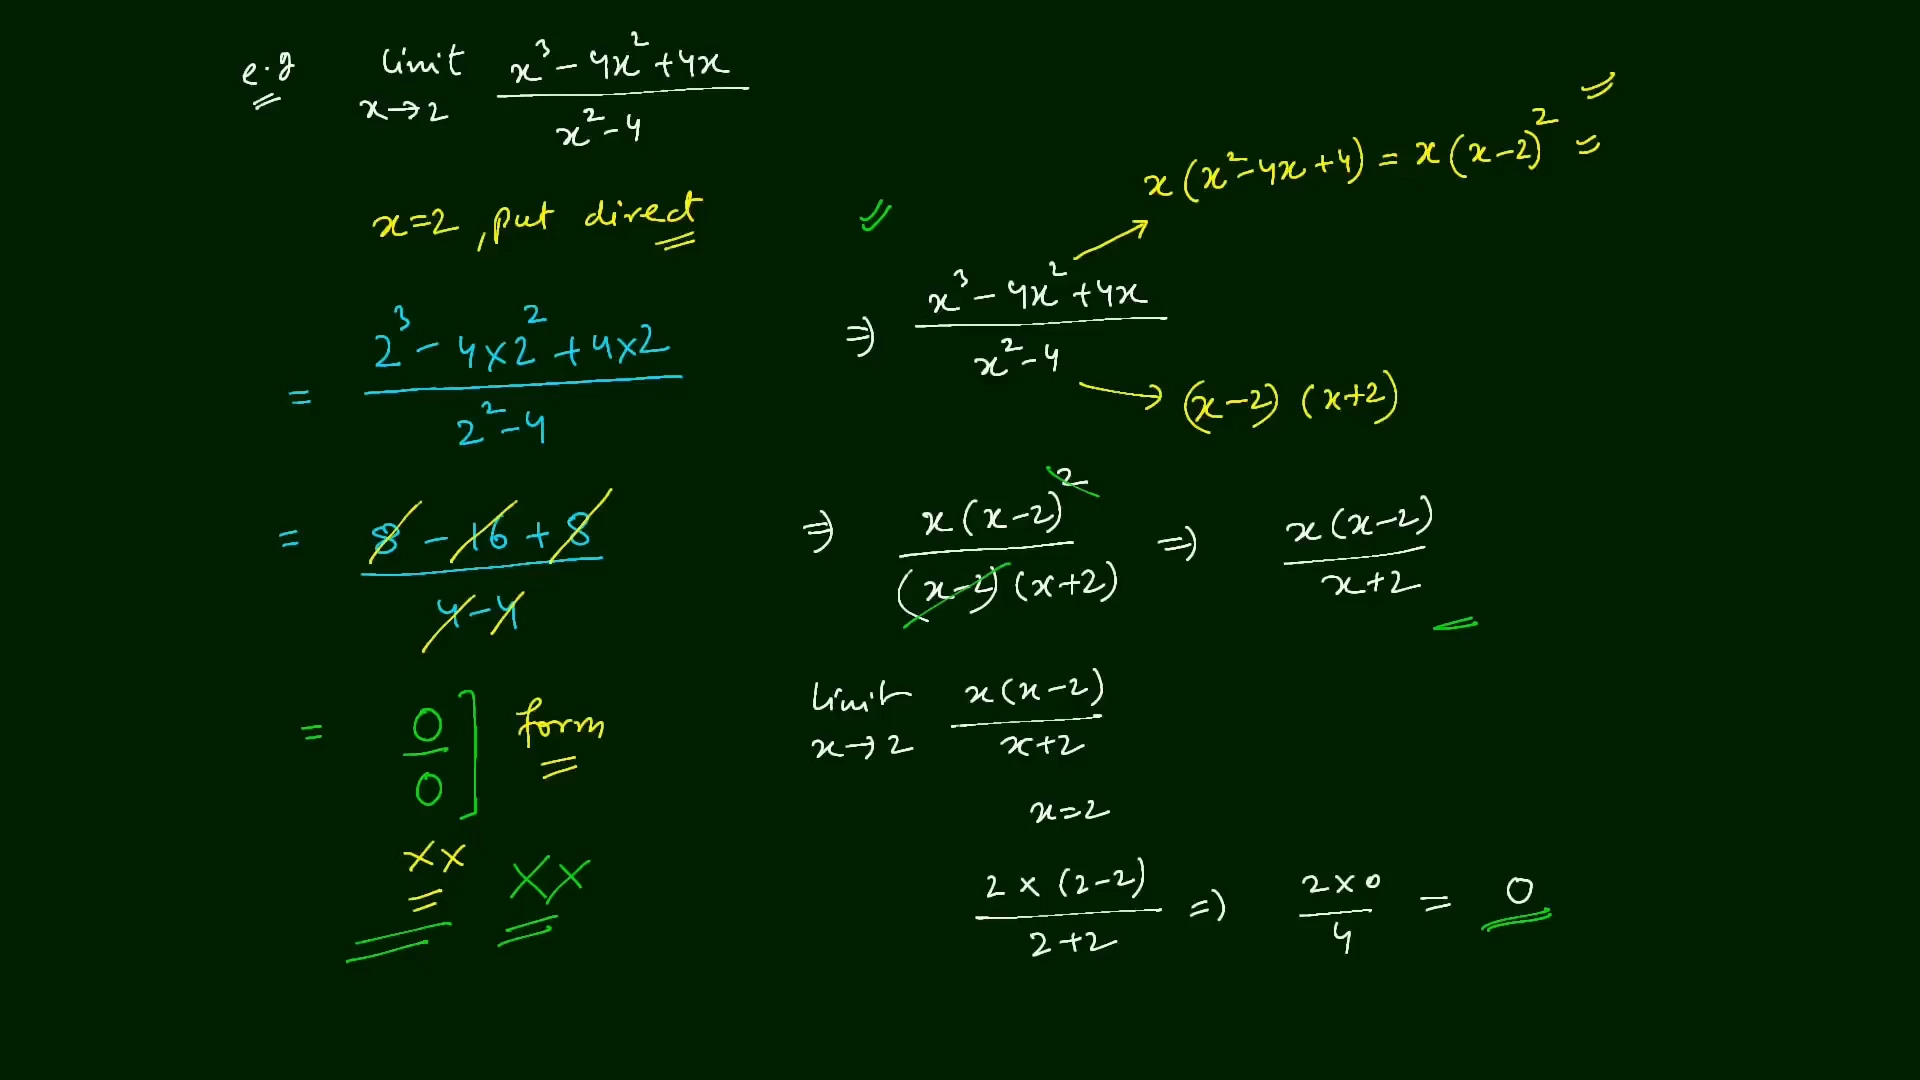 e.g limit x→2 (x³ - 4x² + 4x)/(x² - 4)
x=2, put direct
= (2³ - 4×2² + 4×2)/(2² - 4)
= (8 - 16 + 8)/(4 - 4)
= 0/0] form
×× ××
x(x² - 4x + 4) = x(x-2)² =
⇒ (x³ - 4x² + 4x)/(x² - 4)
→ (x-2) (x+2)
⇒ x(x-2)²/((x-2)(x+2)) ⇒ x(x-2)/(x+2)
limit x→2 x(x-2)/(x+2)
x=2
2 × (2-2)/(2+2) ⇒ 2×0/4 = 0